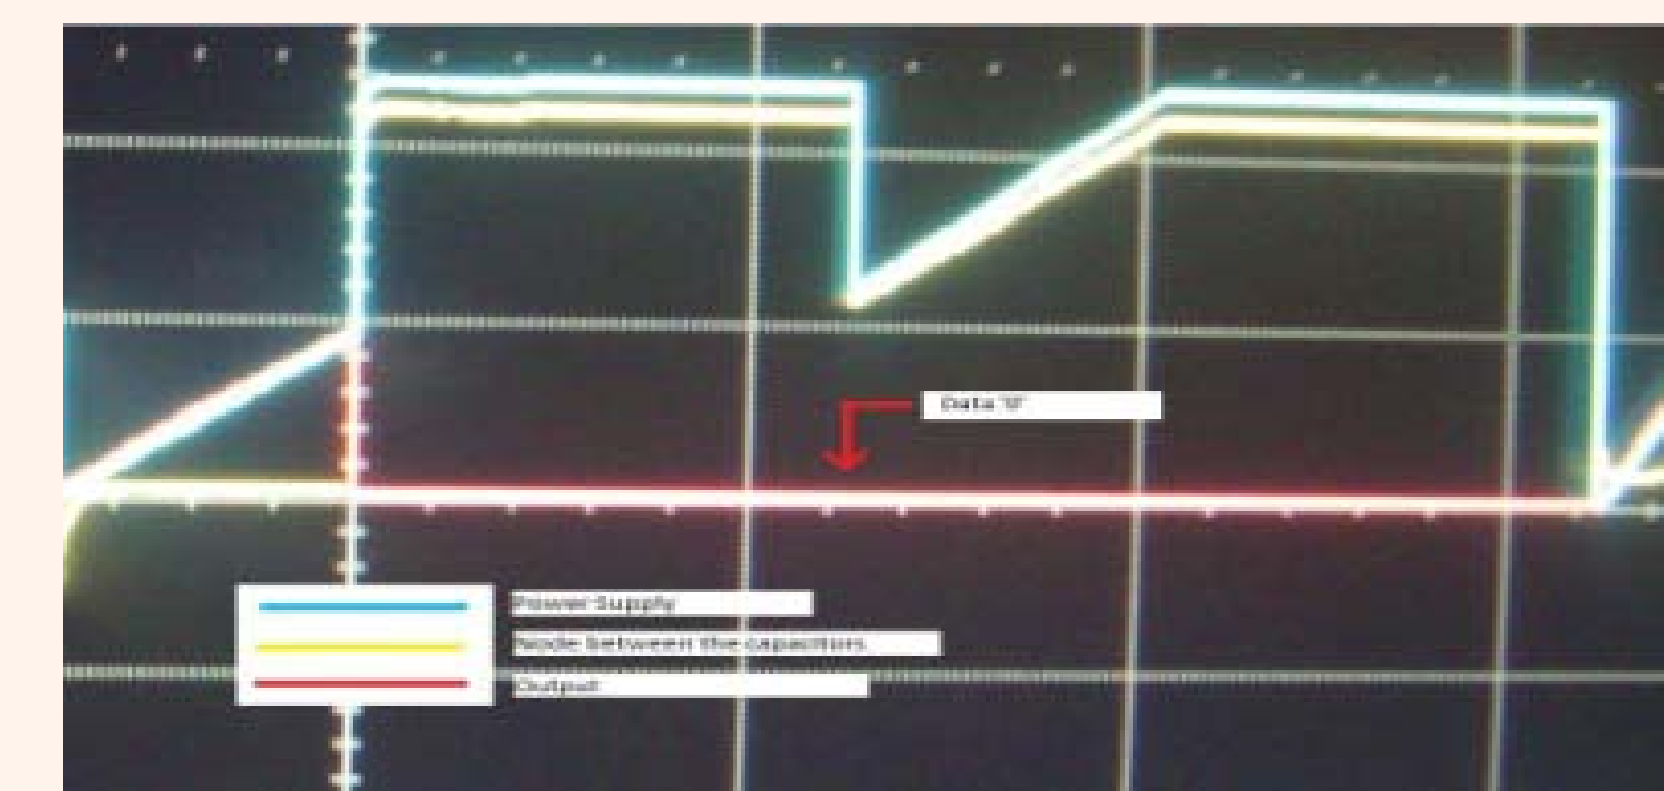 Data '0'
Power Supply
Node between the capacitors
Output